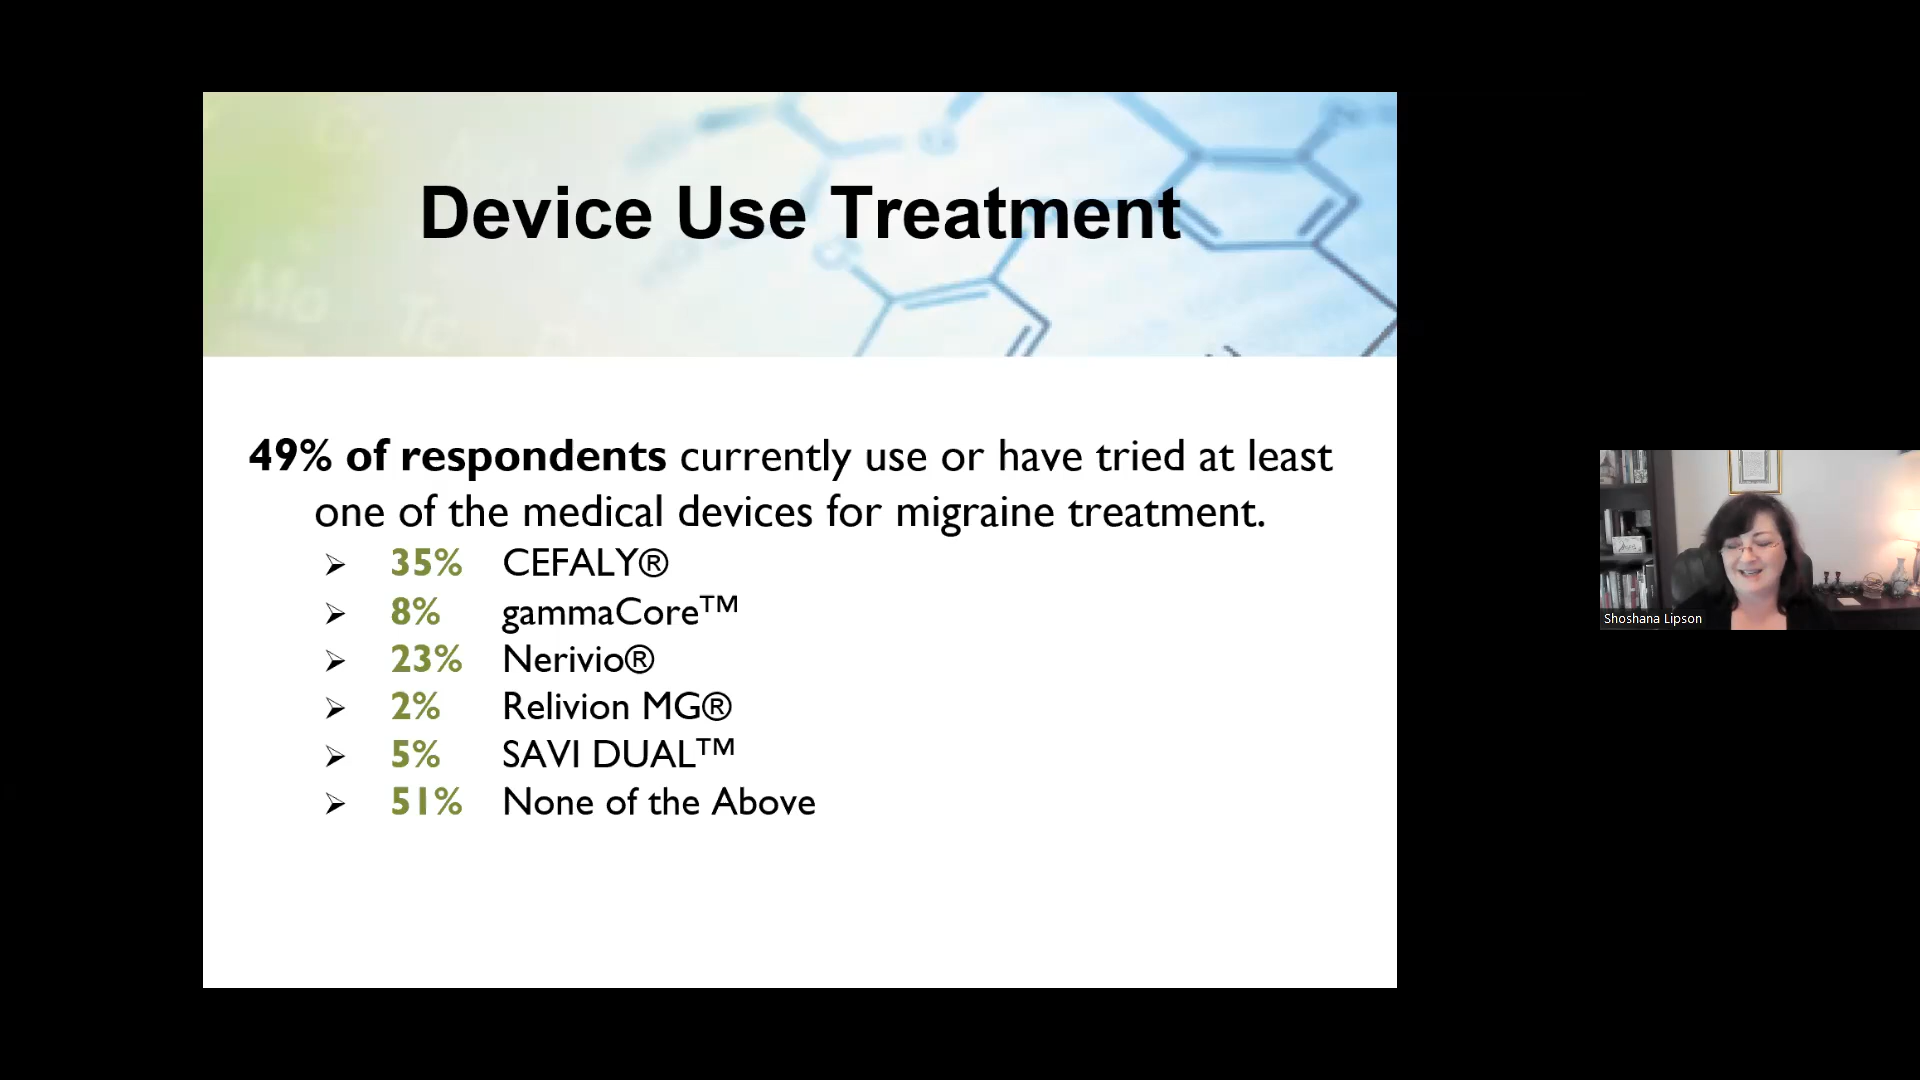 Device Use Treatment
49% of respondents currently use or have tried at least
one of the medical devices for migraine treatment.
➢ 35% CEFALY®
➢ 8% gammaCore™
➢ 23% Nerivio®
➢ 2% Relivion MG®
➢ 5% SAVI DUAL™
➢ 51% None of the Above
Shoshana Lipson